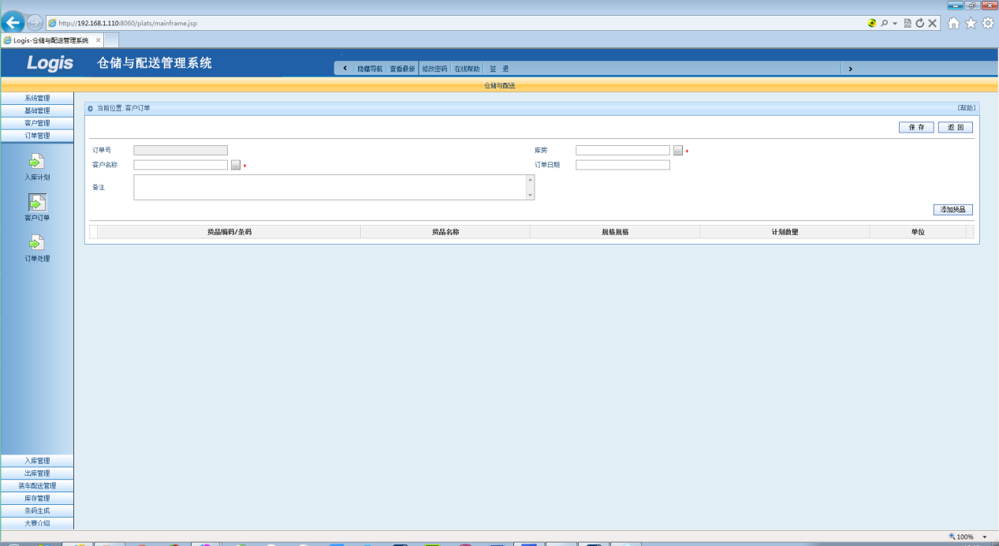 http://192.168.1.110:8060/plats/mainframe.jsp
Logis-仓储与配送管理系统
Logis 仓储与配送管理系统
隐藏导航 查看最新 修改密码 在线帮助 签 退
仓储与配送
系统管理
基础管理
客户管理
订单管理
入库计划
客户订单
订单处理
入库管理
出库管理
装车配送管理
库存管理
条码生成
大赛介绍
当前位置:客户订单 [帮助]
保 存 返 回
订单号 库房 *
客户名称 * 订单日期
备注
添加货品
货品编码/条码 货品名称 规格规格 计划数量 单位
100%